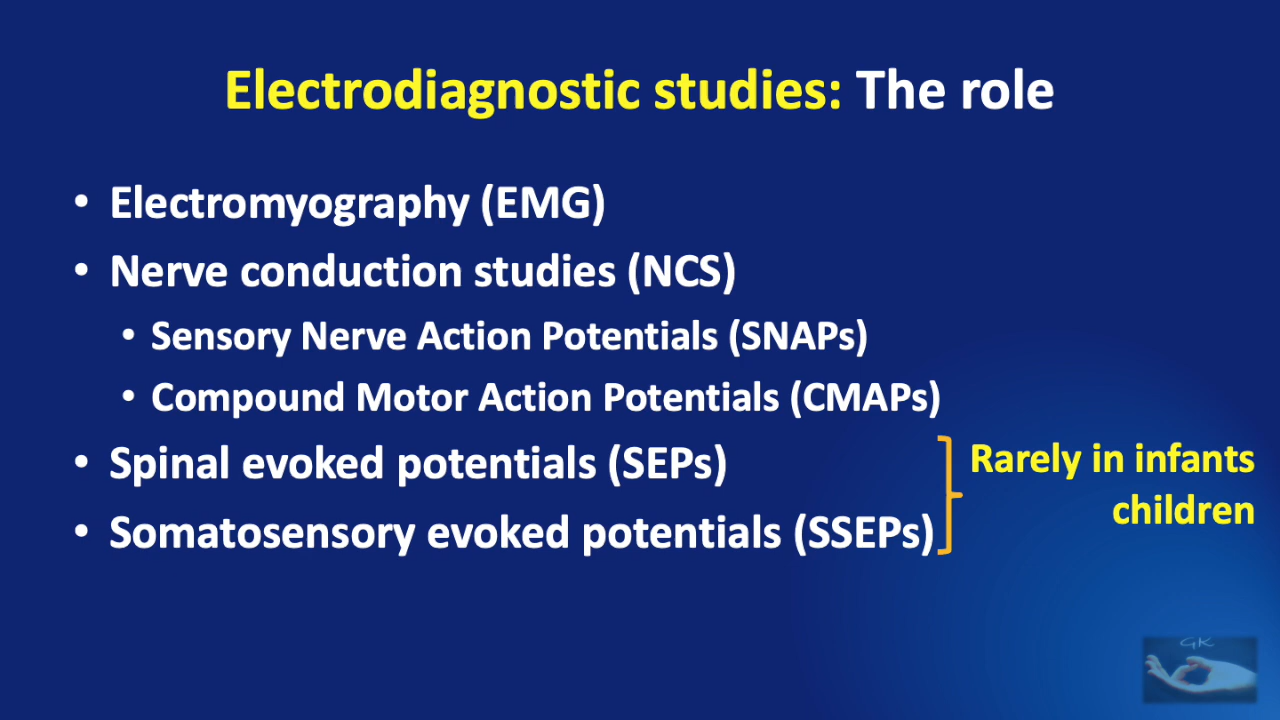 Electrodiagnostic studies: The role
• Electromyography (EMG)
• Nerve conduction studies (NCS)
• Sensory Nerve Action Potentials (SNAPs)
• Compound Motor Action Potentials (CMAPs)
• Spinal evoked potentials (SEPs)
• Somatosensory evoked potentials (SSEPs)
Rarely in infants
children
GK